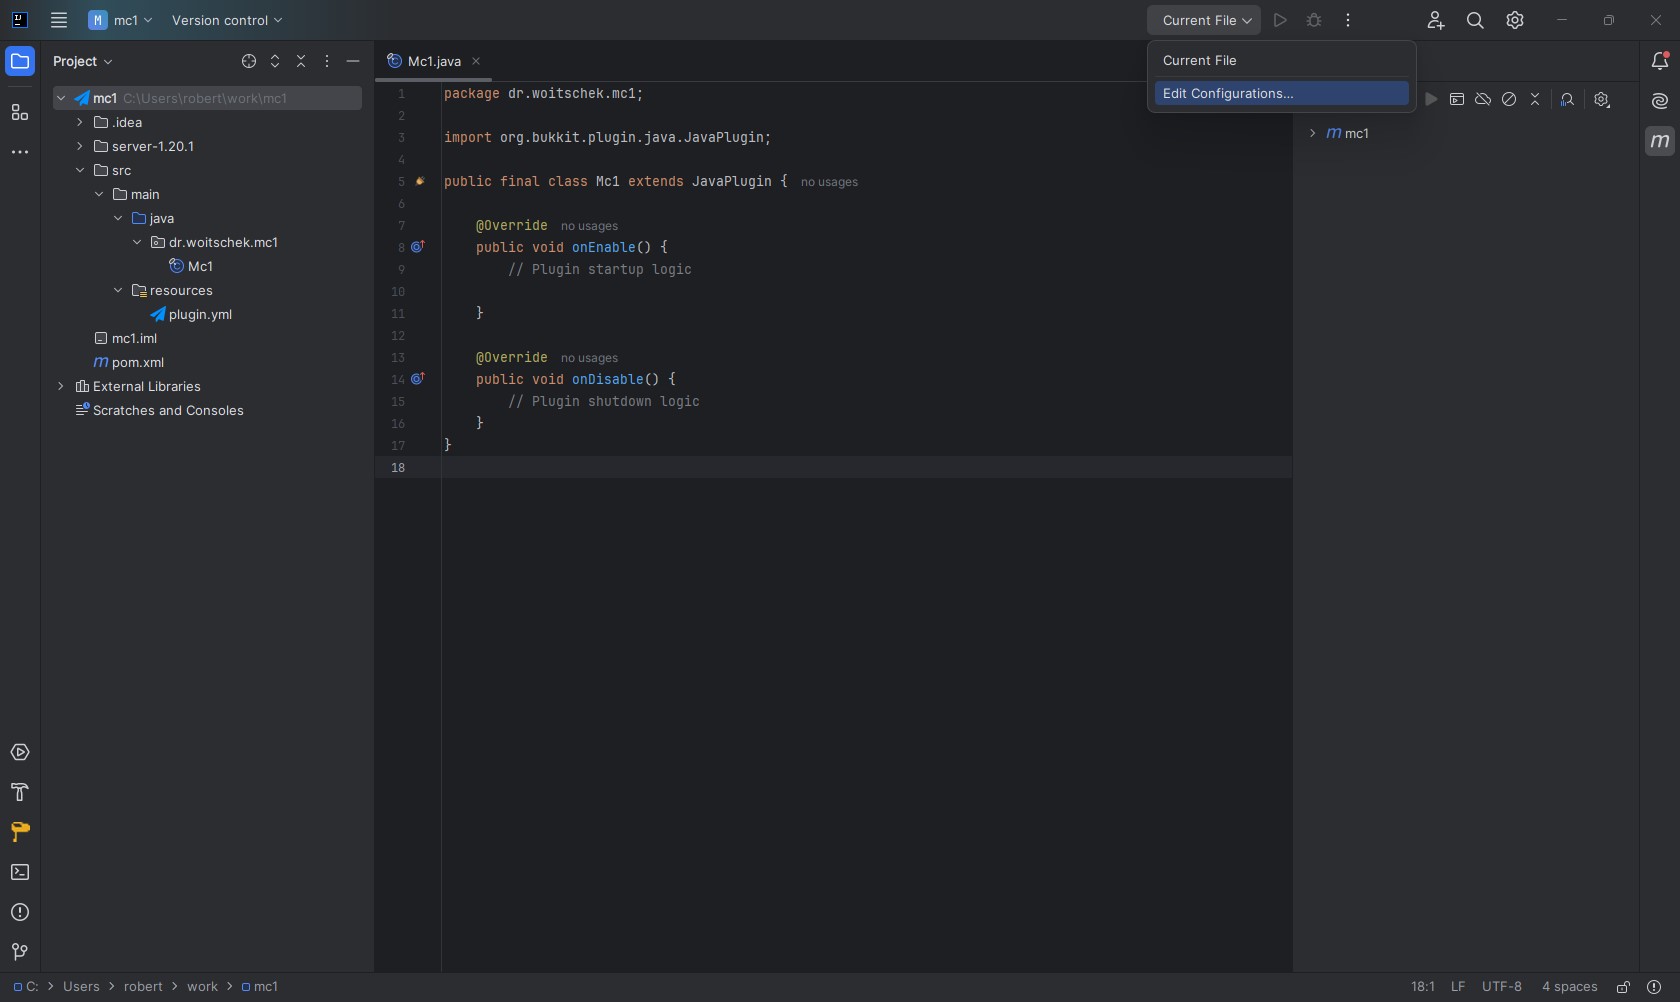 M mc1 Version control Current File
Project
Mc1.java
Current File
Edit Configurations...
mc1 C:\Users\robert\work\mc1
.idea
server-1.20.1
src
main
java
dr.woitschek.mc1
Mc1
resources
plugin.yml
mc1.iml
m pom.xml
External Libraries
Scratches and Consoles
1 package dr.woitschek.mc1;
2
3 import org.bukkit.plugin.java.JavaPlugin;
4
5 public final class Mc1 extends JavaPlugin { no usages
6
7 @Override no usages
8 public void onEnable() {
9 // Plugin startup logic
10
11 }
12
13 @Override no usages
14 public void onDisable() {
15 // Plugin shutdown logic
16 }
17 }
18
m mc1
m
C: > Users > robert > work > mc1
18:1 LF UTF-8 4 spaces